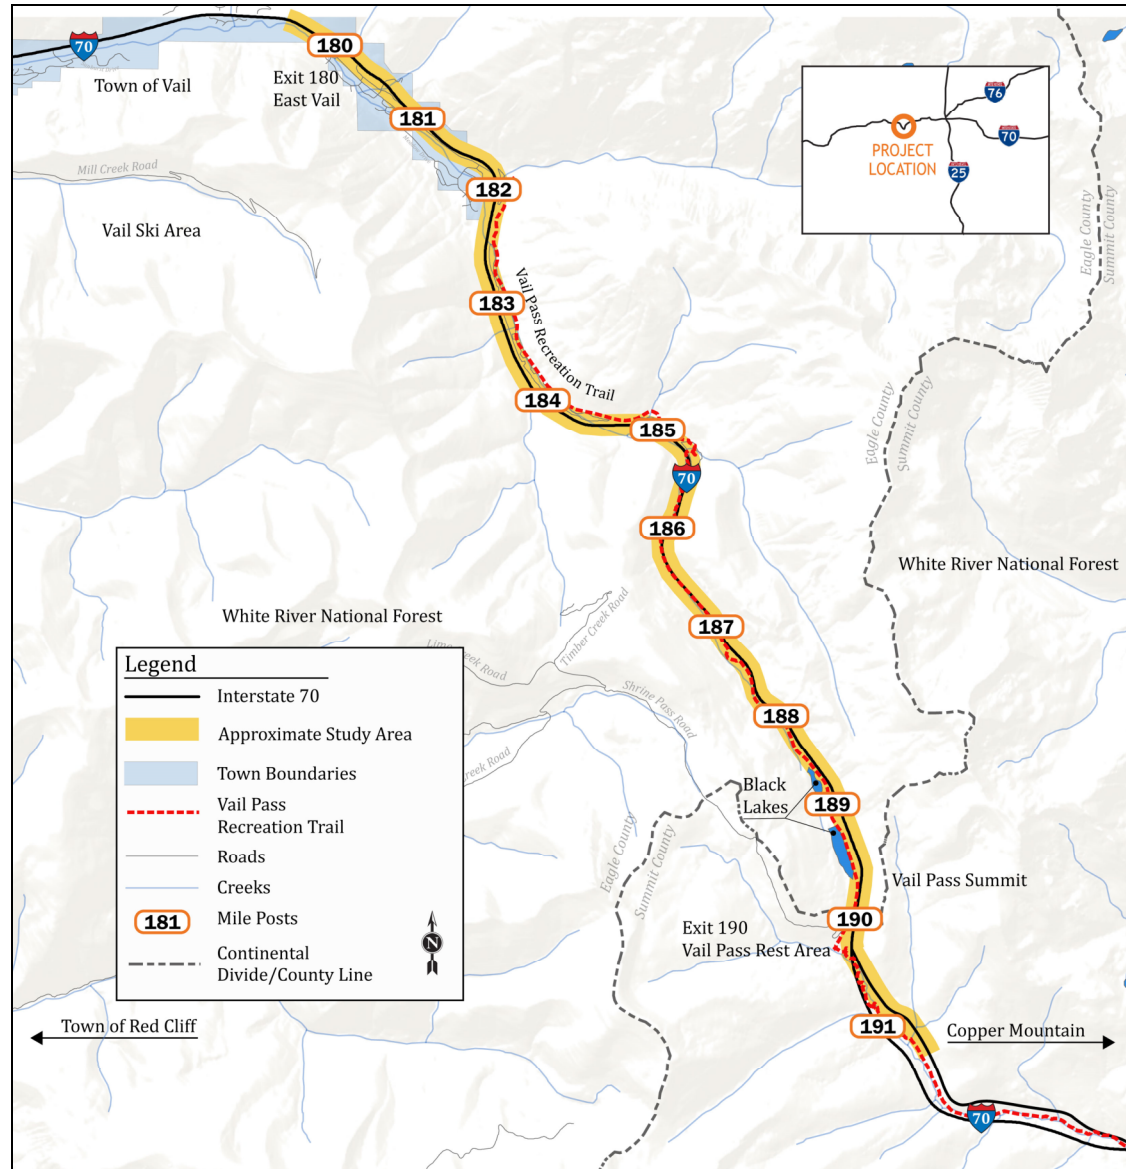 70
180
Town of Vail
Exit 180
East Vail
181
76
70
PROJECT
LOCATION
25
Mill Creek Road
182
Vail Ski Area
Eagle County
Summit County
183
Vail Pass Recreation Trail
184
185
70
Eagle County
Summit County
186
White River National Forest
White River National Forest
187
Timber Creek Road
Creek Road
Shrine Pass Road
188
Creek Road
Black
Lakes
189
Eagle County
Summit County
Vail Pass Summit
190
Exit 190
Vail Pass Rest Area
191
Town of Red Cliff
Copper Mountain
70
Legend
Interstate 70
Approximate Study Area
Town Boundaries
Vail Pass
Recreation Trail
Roads
Creeks
181
Mile Posts
N
Continental
Divide/County Line